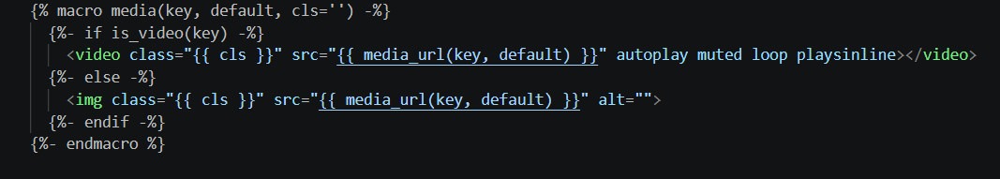 {% macro media(key, default, cls='') -%}
{%- if is_video(key) -%}
<video class="{{ cls }}" src="{{ media_url(key, default) }}" autoplay muted loop playsinline></video>
{%- else -%}
<img class="{{ cls }}" src="{{ media_url(key, default) }}" alt="">
{%- endif -%}
{%- endmacro %}